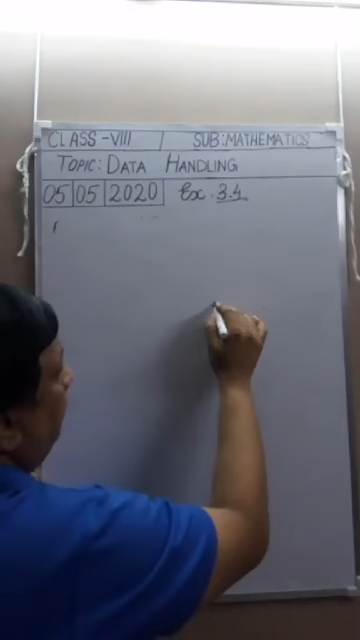 CLASS-VIII | SUB:MATHEMATICS
TOPIC: DATA HANDLING
05 | 05 | 2020 Ex. 3.4